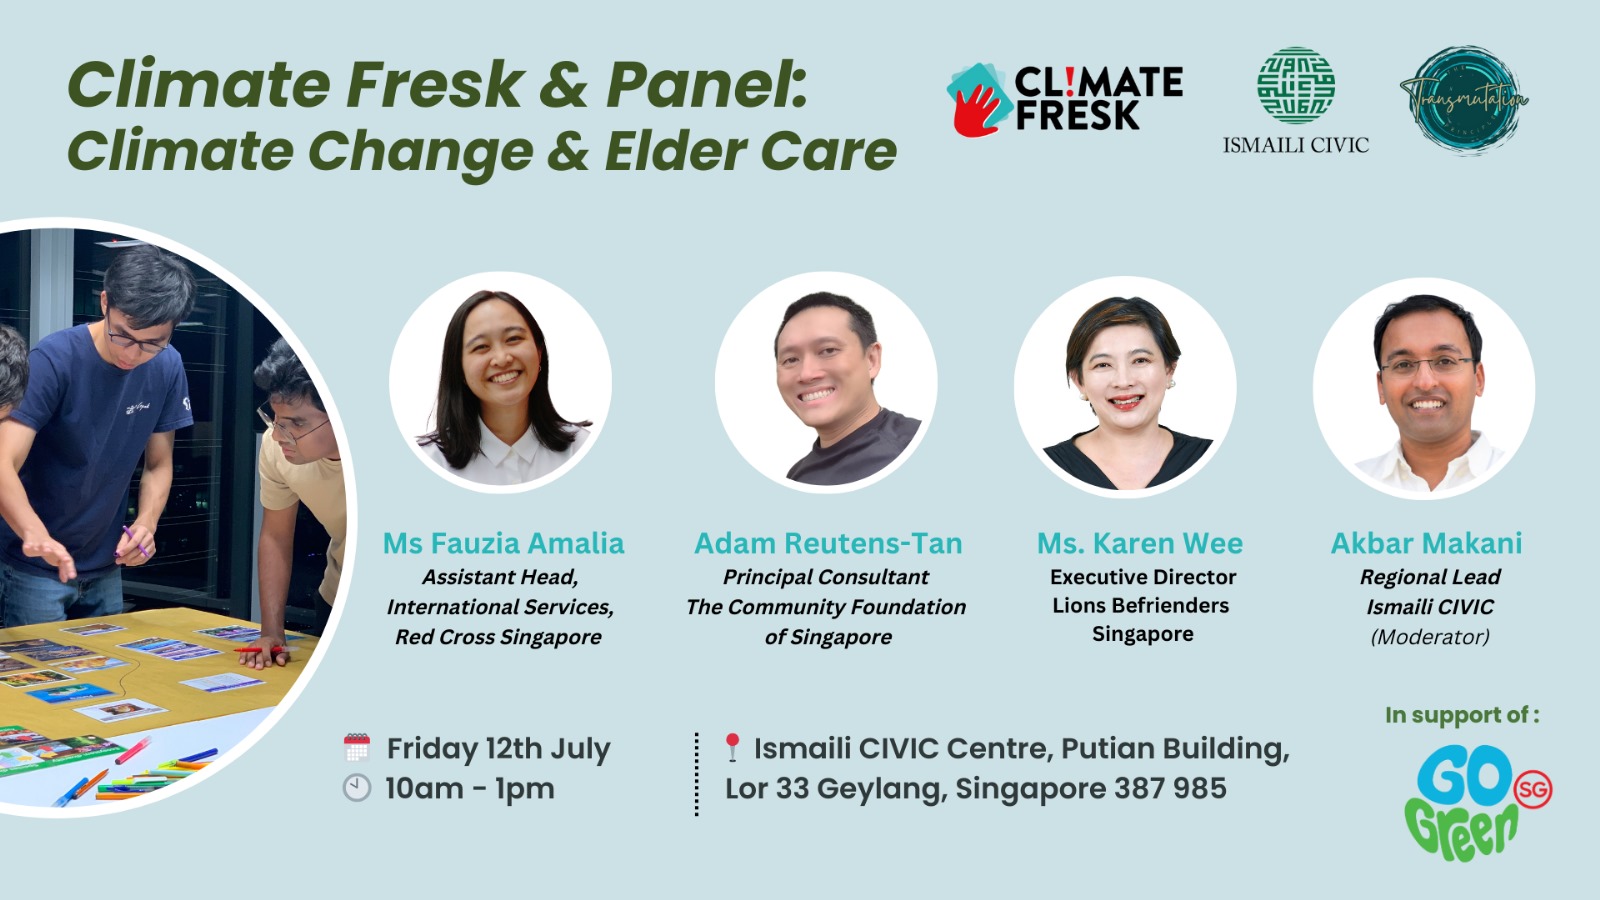 Climate Fresk & Panel:
Climate Change & Elder Care
CL!MATE
FRESK
ISMAILI CIVIC
Transmutation
Ms Fauzia Amalia
Assistant Head,
International Services,
Red Cross Singapore
Adam Reutens-Tan
Principal Consultant
The Community Foundation
of Singapore
Ms. Karen Wee
Executive Director
Lions Befrienders
Singapore
Akbar Makani
Regional Lead
Ismaili CIVIC
(Moderator)
Friday 12th July
10am - 1pm
Ismaili CIVIC Centre, Putian Building,
Lor 33 Geylang, Singapore 387 985
In support of :
GO
SG
Green